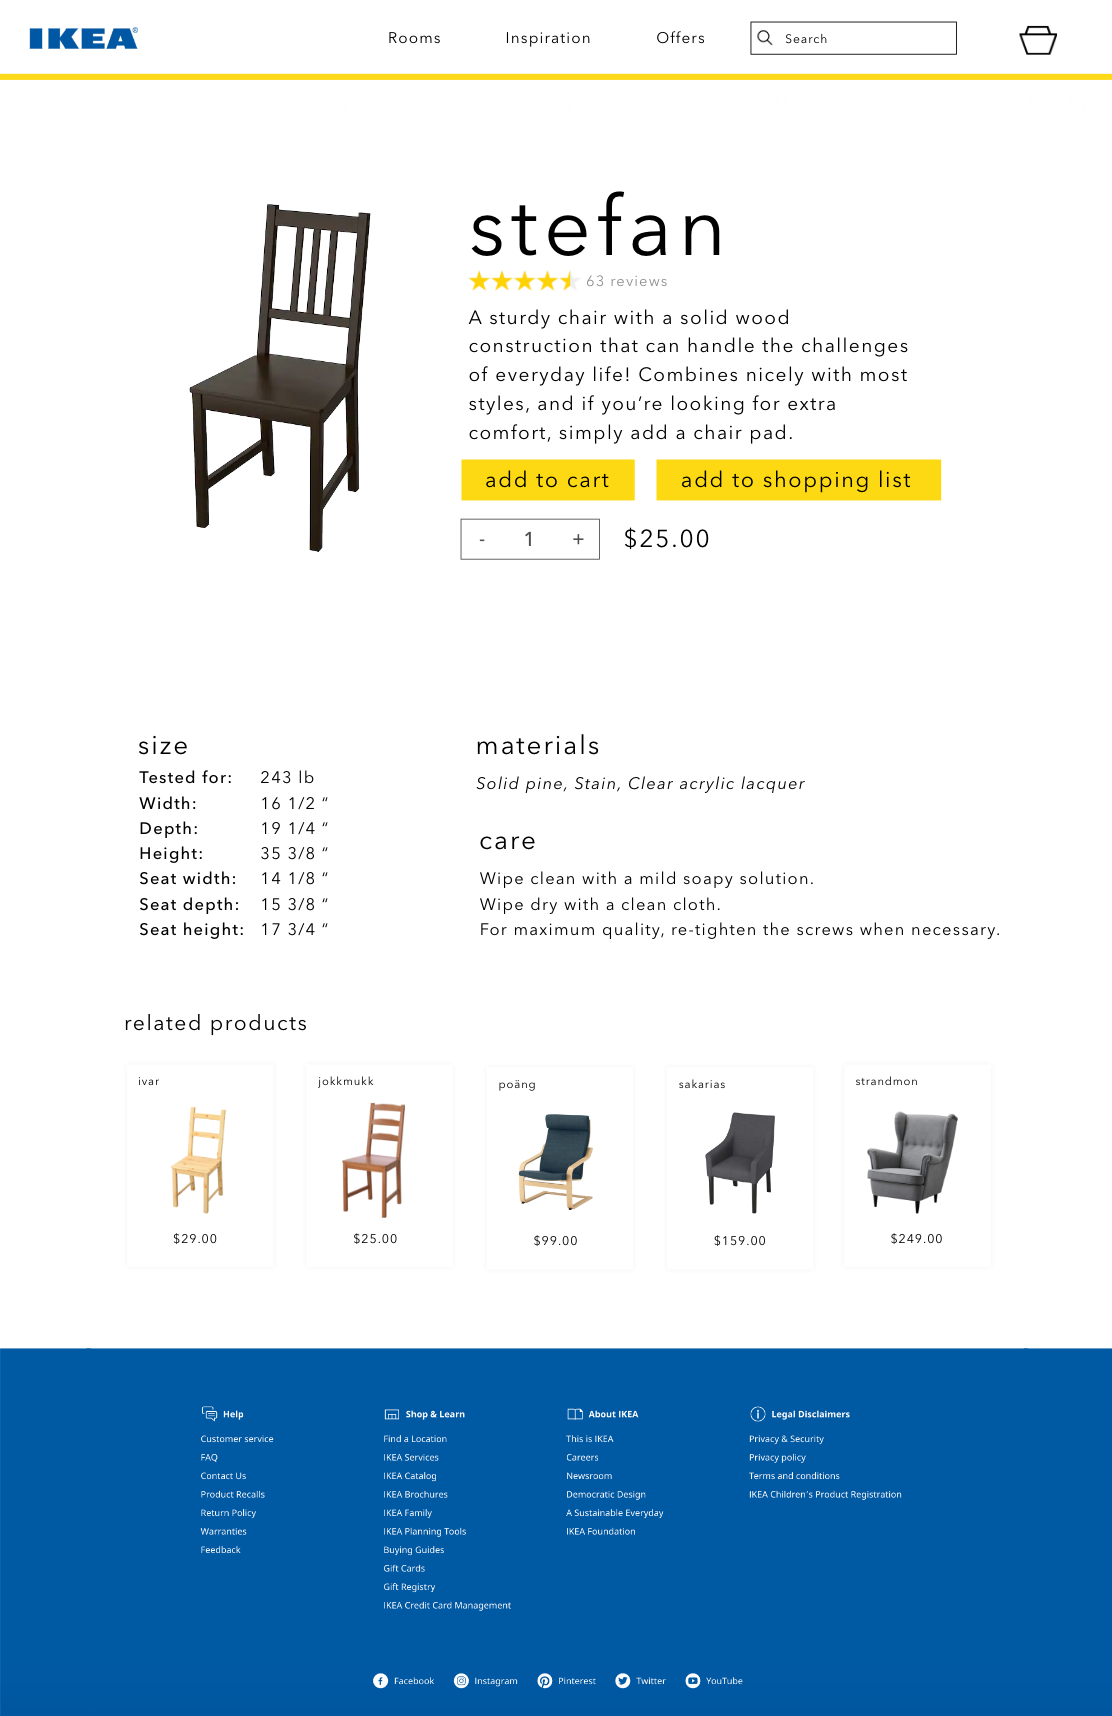 IKEA®
Rooms Inspiration Offers Search
stefan
63 reviews
A sturdy chair with a solid wood
construction that can handle the challenges
of everyday life! Combines nicely with most
styles, and if you’re looking for extra
comfort, simply add a chair pad.
add to cart add to shopping list
- 1 + $25.00
size
Tested for: 243 lb
Width: 16 1/2 “
Depth: 19 1/4 “
Height: 35 3/8 “
Seat width: 14 1/8 “
Seat depth: 15 3/8 “
Seat height: 17 3/4 “
materials
Solid pine, Stain, Clear acrylic lacquer
care
Wipe clean with a mild soapy solution.
Wipe dry with a clean cloth.
For maximum quality, re-tighten the screws when necessary.
related products
ivar
$29.00
jokkmukk
$25.00
poäng
$99.00
sakarias
$159.00
strandmon
$249.00
Help
Customer service
FAQ
Contact Us
Product Recalls
Return Policy
Warranties
Feedback
Shop & Learn
Find a Location
IKEA Services
IKEA Catalog
IKEA Brochures
IKEA Family
IKEA Planning Tools
Buying Guides
Gift Cards
Gift Registry
IKEA Credit Card Management
About IKEA
This is IKEA
Careers
Newsroom
Democratic Design
A Sustainable Everyday
IKEA Foundation
Legal Disclaimers
Privacy & Security
Privacy policy
Terms and conditions
IKEA Children´s Product Registration
Facebook Instagram Pinterest Twitter YouTube